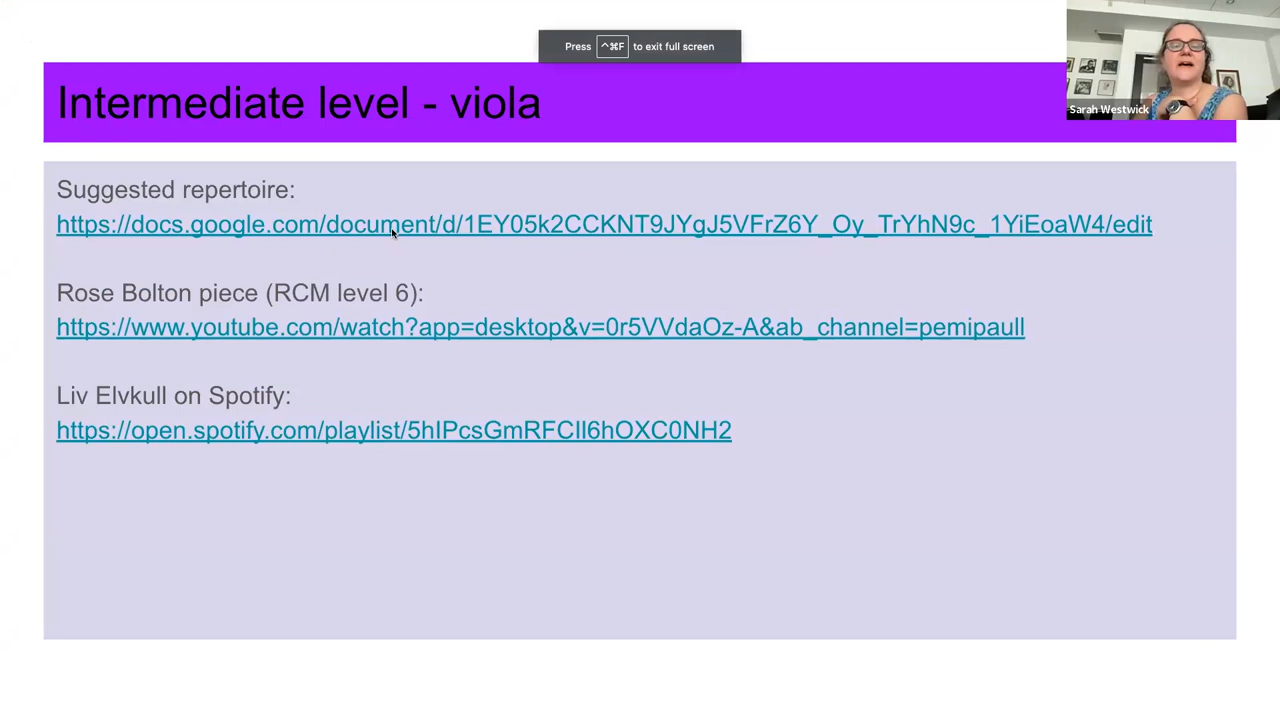 Press ^⌘F to exit full screen
Intermediate level - viola
Sarah Westwick
Suggested repertoire:
https://docs.google.com/document/d/1EY05k2CCKNT9JYgJ5VFrZ6Y_Oy_TrYhN9c_1YiEoaW4/edit
Rose Bolton piece (RCM level 6):
https://www.youtube.com/watch?app=desktop&v=0r5VVdaOz-A&ab_channel=pemipaull
Liv Elvkull on Spotify:
https://open.spotify.com/playlist/5hIPcsGmRFCIl6hOXC0NH2